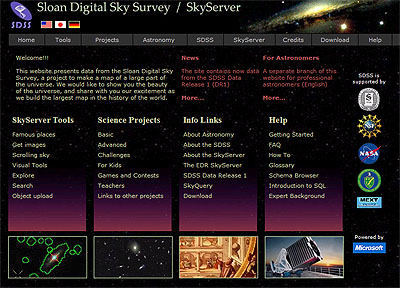 Sloan Digital Sky Survey / SkyServer
SDSS
Home Tools Projects Astronomy SDSS SkyServer Credits Download Help
Welcome!!!
This website presents data from the Sloan Digital Sky
Survey, a project to make a map of a large part of
the universe. We would like to show you the beauty
of the universe, and share with you our excitement as
we build the largest map in the history of the world.
News
The site contains now data
from the SDSS Data
Release 1 (DR1)
More...
For Astronomers
A separate branch of this
website for professional
astronomers (English)
More...
SDSS is
supported by
SkyServer Tools
Famous places
Get images
Scrolling sky
Visual Tools
Explore
Search
Object upload
Science Projects
Basic
Advanced
Challenges
For Kids
Games and Contests
Teachers
Links to other projects
Info Links
About Astronomy
About the SDSS
About the SkyServer
The EDR SkyServer
SDSS Data Release 1
SkyQuery
Download
Help
Getting Started
FAQ
How To
Glossary
Schema Browser
Introduction to SQL
Expert Background
NSF
NASA
MEXT
Powered by
Microsoft